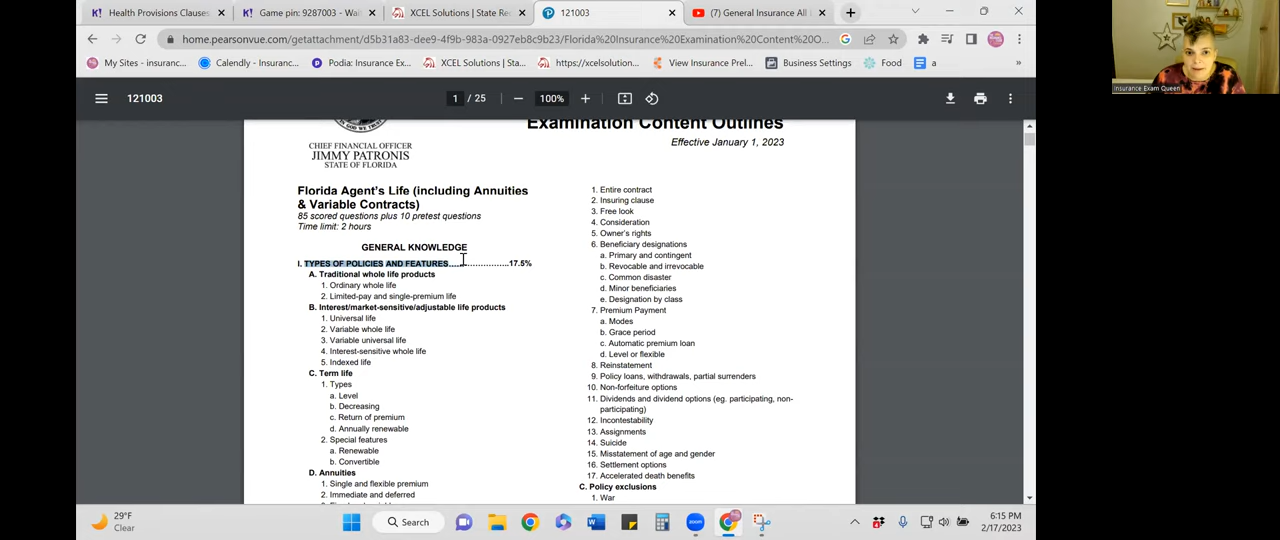 Health Provisions Clauses
Game pin: 9287003 - Wai
XCEL Solutions | State Re
121003
(7) General Insurance All
home.pearsonvue.com/getattachment/d5b31a83-dee9-4f9b-983a-0927eb8c9b23/Florida%20Insurance%20Examination%20Content%20O...
My Sites - insuranc...
Calendly - Insuranc...
Podia: Insurance Ex...
XCEL Solutions | Sta...
https://xcelsolution...
View Insurance Prel...
Business Settings
Food
a
»
121003
1 / 25
100%
Examination Content Outlines
Effective January 1, 2023
CHIEF FINANCIAL OFFICER
JIMMY PATRONIS
STATE OF FLORIDA
Florida Agent's Life (including Annuities
& Variable Contracts)
85 scored questions plus 10 pretest questions
Time limit: 2 hours
GENERAL KNOWLEDGE
I. TYPES OF POLICIES AND FEATURES....................17.5%
A. Traditional whole life products
1. Ordinary whole life
2. Limited-pay and single-premium life
B. Interest/market-sensitive/adjustable life products
1. Universal life
2. Variable whole life
3. Variable universal life
4. Interest-sensitive whole life
5. Indexed life
C. Term life
1. Types
a. Level
b. Decreasing
c. Return of premium
d. Annually renewable
2. Special features
a. Renewable
b. Convertible
D. Annuities
1. Single and flexible premium
2. Immediate and deferred
1. Entire contract
2. Insuring clause
3. Free look
4. Consideration
5. Owner's rights
6. Beneficiary designations
a. Primary and contingent
b. Revocable and irrevocable
c. Common disaster
d. Minor beneficiaries
e. Designation by class
7. Premium Payment
a. Modes
b. Grace period
c. Automatic premium loan
d. Level or flexible
8. Reinstatement
9. Policy loans, withdrawals, partial surrenders
10. Non-forfeiture options
11. Dividends and dividend options (eg. participating, non-
participating)
12. Incontestability
13. Assignments
14. Suicide
15. Misstatement of age and gender
16. Settlement options
17. Accelerated death benefits
C. Policy exclusions
1. War
Insurance Exam Queen
29°F
Clear
Search
6:15 PM
2/17/2023